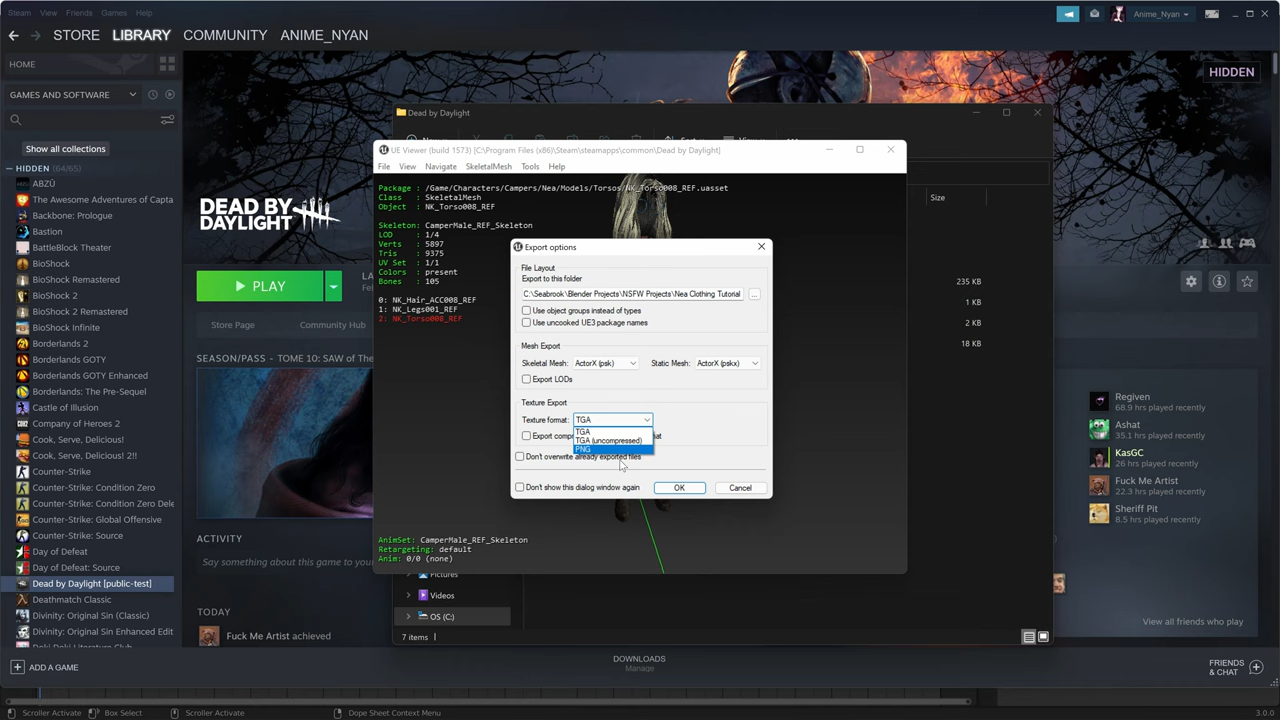 Steam View Friends Games Help
Anime_Nyan
STORE LIBRARY COMMUNITY ANIME_NYAN
HOME
HIDDEN
GAMES AND SOFTWARE
Show all collections
HIDDEN (64/65)
ABZÛ
The Awesome Adventures of Capta
Backbone: Prologue
Bastion
BattleBlock Theater
BioShock
BioShock Remastered
BioShock 2
BioShock 2 Remastered
BioShock Infinite
Borderlands 2
Borderlands GOTY
Borderlands GOTY Enhanced
Borderlands: The Pre-Sequel
Castle of Illusion
Company of Heroes 2
Cook, Serve, Delicious!
Cook, Serve, Delicious! 2!!
Counter-Strike
Counter-Strike: Condition Zero
Counter-Strike: Condition Zero Dele
Counter-Strike: Global Offensive
Counter-Strike: Source
Day of Defeat
Day of Defeat: Source
Dead by Daylight [public-test]
Deathmatch Classic
Divinity: Original Sin (Classic)
Divinity: Original Sin Enhanced Edit
DEAD BY DAYLIGHT
PLAY
Store Page Community Hub
SEASON/PASS - TOME 10: SAW of The
ACTIVITY
Say something about this game to you
TODAY
Fuck Me Artist achieved
Dead by Daylight
Size
235 KB
1 KB
2 KB
18 KB
Pictures
Videos
OS (C:)
7 items
UE Viewer (build 1573) [C:\Program Files (x86)\Steam\steamapps\common\Dead by Daylight]
File View Navigate SkeletalMesh Tools Help
Package : /Game/Characters/Campers/Nea/Models/Torsos/NK_Torso008_REF.uasset
Class : SkeletalMesh
Object : NK_Torso008_REF
Skeleton: CamperMale_REF_Skeleton
LOD : 1/4
Verts : 5897
Tris : 9375
UV Set : 1/1
Colors : present
Bones : 105
0: NK_Hair_ACC008_REF
1: NK_Legs001_REF
2: NK_Torso008_REF
AnimSet: CamperMale_REF_Skeleton
Retargeting: default
Anim: 0/0 (none)
Export options
File Layout
Export to this folder
C:\Seabrook\Blender Projects\NSFW Projects\Nea Clothing Tutorial ...
Use object groups instead of types
Use uncooked UE3 package names
Mesh Export
Skeletal Mesh: ActorX (psk) Static Mesh: ActorX (pskx)
Export LODs
Texture Export
Texture format: TGA
TGA
TGA (uncompressed)
PNG
Don't overwrite already exported files
Don't show this dialog window again
OK Cancel
Regiven
68.9 hrs played recently
Ashat
35.1 hrs played recently
KasGC
Fuck Me Artist
22.3 hrs played recently
Sheriff Pit
8.5 hrs played recently
View all friends who play
ADD A GAME
DOWNLOADS
Manage
FRIENDS
& CHAT
Scroller Activate Box Select Scroller Activate Dope Sheet Context Menu 3.0.0